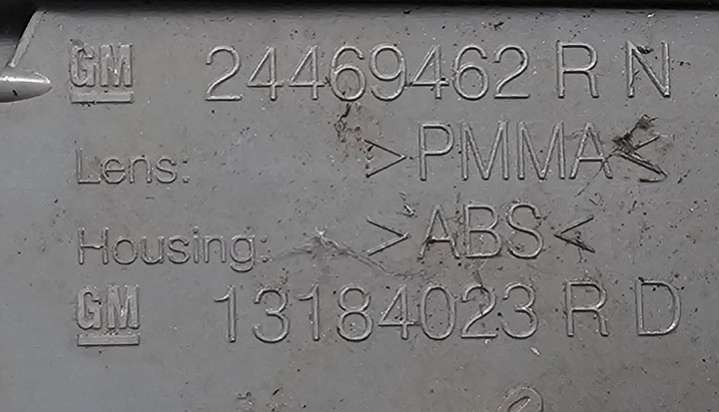 GM 24469462 R N
Lens: >PMMA<
Housing: >ABS<
GM 13184023 R D